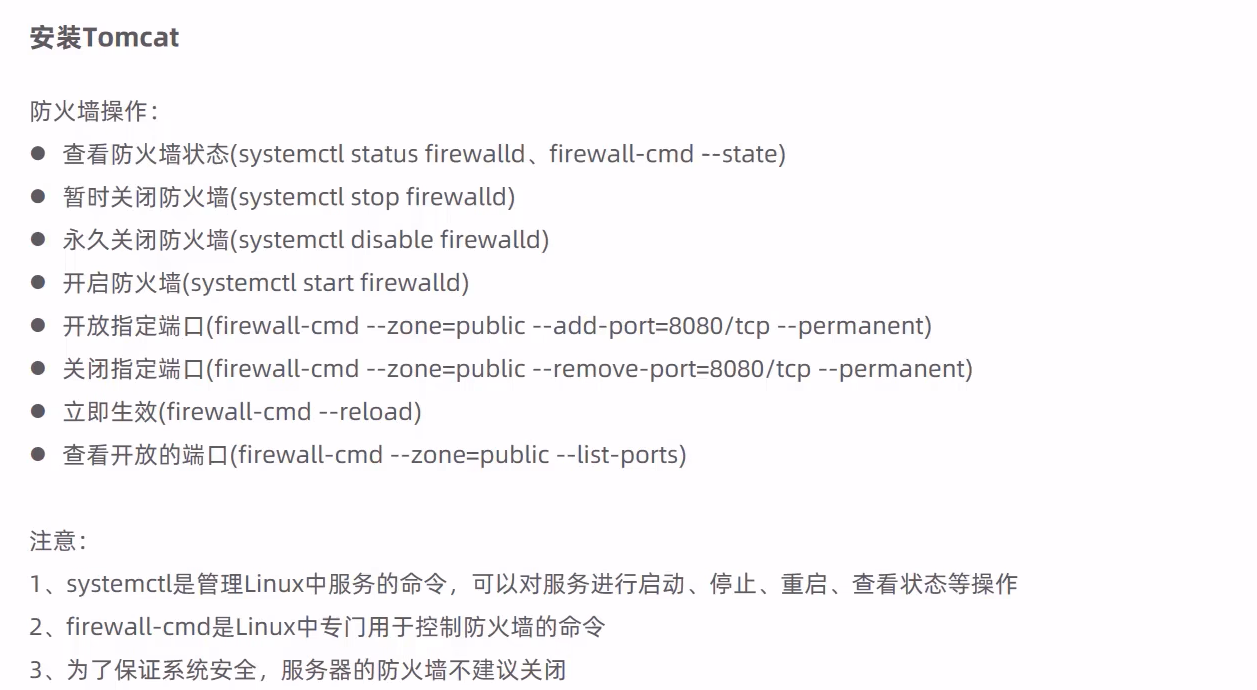 安装Tomcat
防火墙操作：
● 查看防火墙状态(systemctl status firewalld、firewall-cmd --state)
● 暂时关闭防火墙(systemctl stop firewalld)
● 永久关闭防火墙(systemctl disable firewalld)
● 开启防火墙(systemctl start firewalld)
● 开放指定端口(firewall-cmd --zone=public --add-port=8080/tcp --permanent)
● 关闭指定端口(firewall-cmd --zone=public --remove-port=8080/tcp --permanent)
● 立即生效(firewall-cmd --reload)
● 查看开放的端口(firewall-cmd --zone=public --list-ports)
注意：
1、systemctl是管理Linux中服务的命令，可以对服务进行启动、停止、重启、查看状态等操作
2、firewall-cmd是Linux中专门用于控制防火墙的命令
3、为了保证系统安全，服务器的防火墙不建议关闭